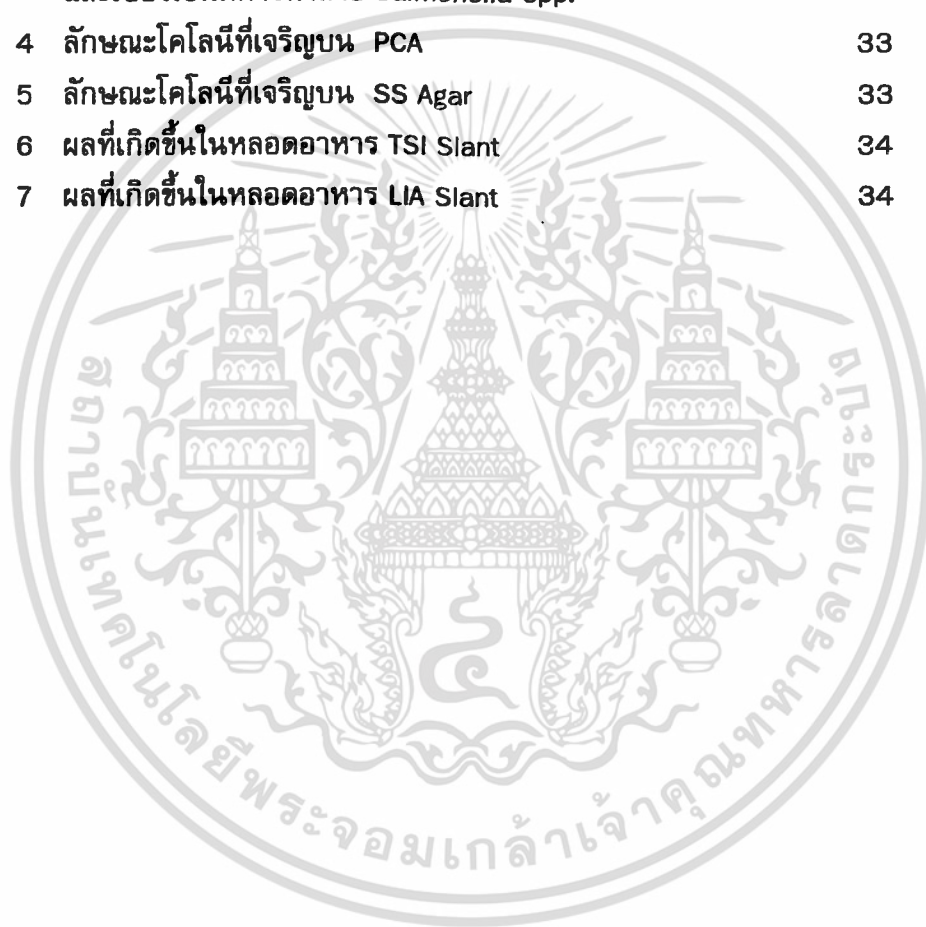 Salmonella spp.
4 ลักษณะโคโลนีที่เจริญบน PCA 33
5 ลักษณะโคโลนีที่เจริญบน SS Agar 33
6 ผลที่เกิดขึ้นในหลอดอาหาร TSI Slant 34
7 ผลที่เกิดขึ้นในหลอดอาหาร LIA Slant 34
สถาบันเทคโนโลยีพระจอมเกล้าเจ้าคุณทหารลาดกระบัง